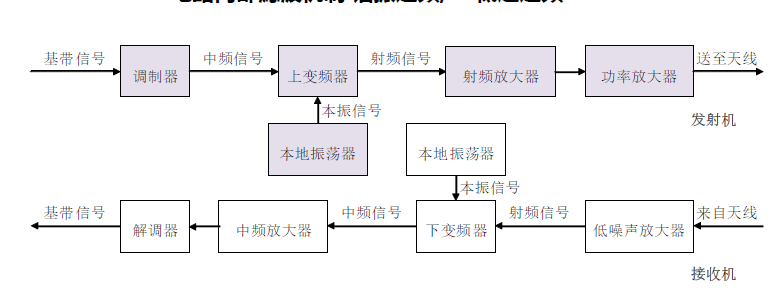 基带信号 调制器 中频信号 上变频器 射频信号 射频放大器 功率放大器 送至天线
本振信号
发射机
本地振荡器 本地振荡器
本振信号
基带信号 解调器 中频放大器 中频信号 下变频器 射频信号 低噪声放大器 来自天线
接收机